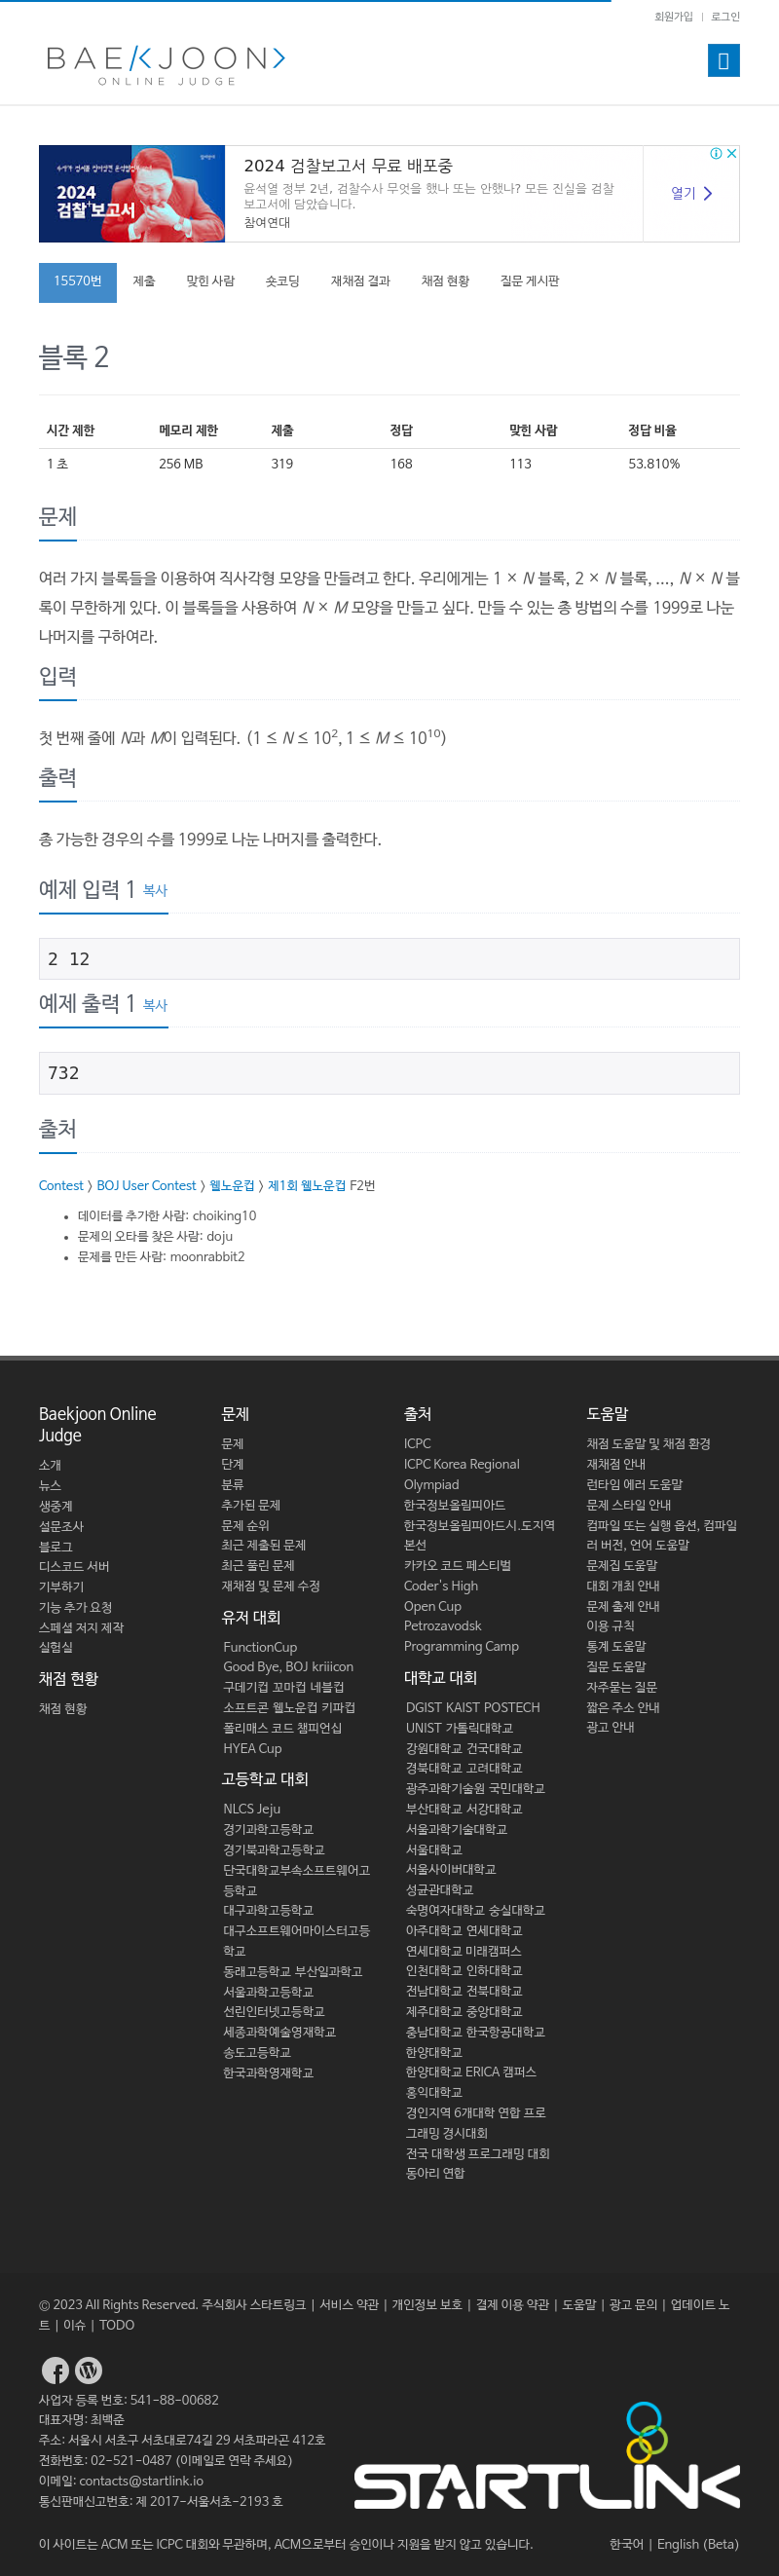 회원가입 | 로그인
BAE/<JOON>
ONLINE JUDGE
2024
검찰+보고서
2024 검찰보고서 무료 배포중
윤석열 정부 2년, 검찰수사 무엇을 했나 또는 안했나? 모든 진실을 검찰
보고서에 담았습니다.
참여연대
열기
15570번 제출 맞힌 사람 숏코딩 재채점 결과 채점 현황 질문 게시판
블록 2
시간 제한 메모리 제한 제출 정답 맞힌 사람 정답 비율
1 초 256 MB 319 168 113 53.810%
문제
여러 가지 블록들을 이용하여 직사각형 모양을 만들려고 한다. 우리에게는 1 × N 블록, 2 × N 블록, ..., N × N 블
록이 무한하게 있다. 이 블록들을 사용하여 N × M 모양을 만들고 싶다. 만들 수 있는 총 방법의 수를 1999로 나눈
나머지를 구하여라.
입력
첫 번째 줄에 N과 M이 입력된다. (1 ≤ N ≤ 10², 1 ≤ M ≤ 10¹⁰)
출력
총 가능한 경우의 수를 1999로 나눈 나머지를 출력한다.
예제 입력 1 복사
2 12
예제 출력 1 복사
732
출처
Contest > BOJ User Contest > 웰노운컵 > 제1회 웰노운컵 F2번
• 데이터를 추가한 사람: choiking10
• 문제의 오타를 찾은 사람: doju
• 문제를 만든 사람: moonrabbit2
Baekjoon Online
Judge
소개
뉴스
생중계
설문조사
블로그
디스코드 서버
기부하기
기능 추가 요청
스페셜 저지 제작
실험실
채점 현황
채점 현황
문제
문제
단계
분류
추가된 문제
문제 순위
최근 제출된 문제
최근 풀린 문제
재채점 및 문제 수정
유저 대회
FunctionCup
Good Bye, BOJ kriiicon
구데기컵 꼬마컵 네블컵
소프트콘 웰노운컵 키파컵
폴리매스 코드 챔피언십
HYEA Cup
고등학교 대회
NLCS Jeju
경기과학고등학교
경기북과학고등학교
단국대학교부속소프트웨어고
등학교
대구과학고등학교
대구소프트웨어마이스터고등
학교
동래고등학교 부산일과학고
서울과학고등학교
선린인터넷고등학교
세종과학예술영재학교
송도고등학교
한국과학영재학교
출처
ICPC
ICPC Korea Regional
Olympiad
한국정보올림피아드
한국정보올림피아드시.도지역
본선
카카오 코드 페스티벌
Coder's High
Open Cup
Petrozavodsk
Programming Camp
대학교 대회
DGIST KAIST POSTECH
UNIST 가톨릭대학교
강원대학교 건국대학교
경북대학교 고려대학교
광주과학기술원 국민대학교
부산대학교 서강대학교
서울과학기술대학교
서울대학교
서울사이버대학교
성균관대학교
숙명여자대학교 숭실대학교
아주대학교 연세대학교
연세대학교 미래캠퍼스
인천대학교 인하대학교
전남대학교 전북대학교
제주대학교 중앙대학교
충남대학교 한국항공대학교
한양대학교
한양대학교 ERICA 캠퍼스
홍익대학교
경인지역 6개대학 연합 프로
그래밍 경시대회
전국 대학생 프로그래밍 대회
동아리 연합
도움말
채점 도움말 및 채점 환경
재채점 안내
런타임 에러 도움말
문제 스타일 안내
컴파일 또는 실행 옵션, 컴파일
러 버전, 언어 도움말
문제집 도움말
대회 개최 안내
문제 출제 안내
이용 규칙
통계 도움말
질문 도움말
자주묻는 질문
짧은 주소 안내
광고 안내
© 2023 All Rights Reserved. 주식회사 스타트링크 | 서비스 약관 | 개인정보 보호 | 결제 이용 약관 | 도움말 | 광고 문의 | 업데이트 노
트 | 이슈 | TODO
사업자 등록 번호: 541-88-00682
대표자명: 최백준
주소: 서울시 서초구 서초대로74길 29 서초파라곤 412호
전화번호: 02-521-0487 (이메일로 연락 주세요)
이메일: contacts@startlink.io
통신판매신고번호: 제 2017-서울서초-2193 호
STARTLINK
이 사이트는 ACM 또는 ICPC 대회와 무관하며, ACM으로부터 승인이나 지원을 받지 않고 있습니다. 한국어 | English (Beta)